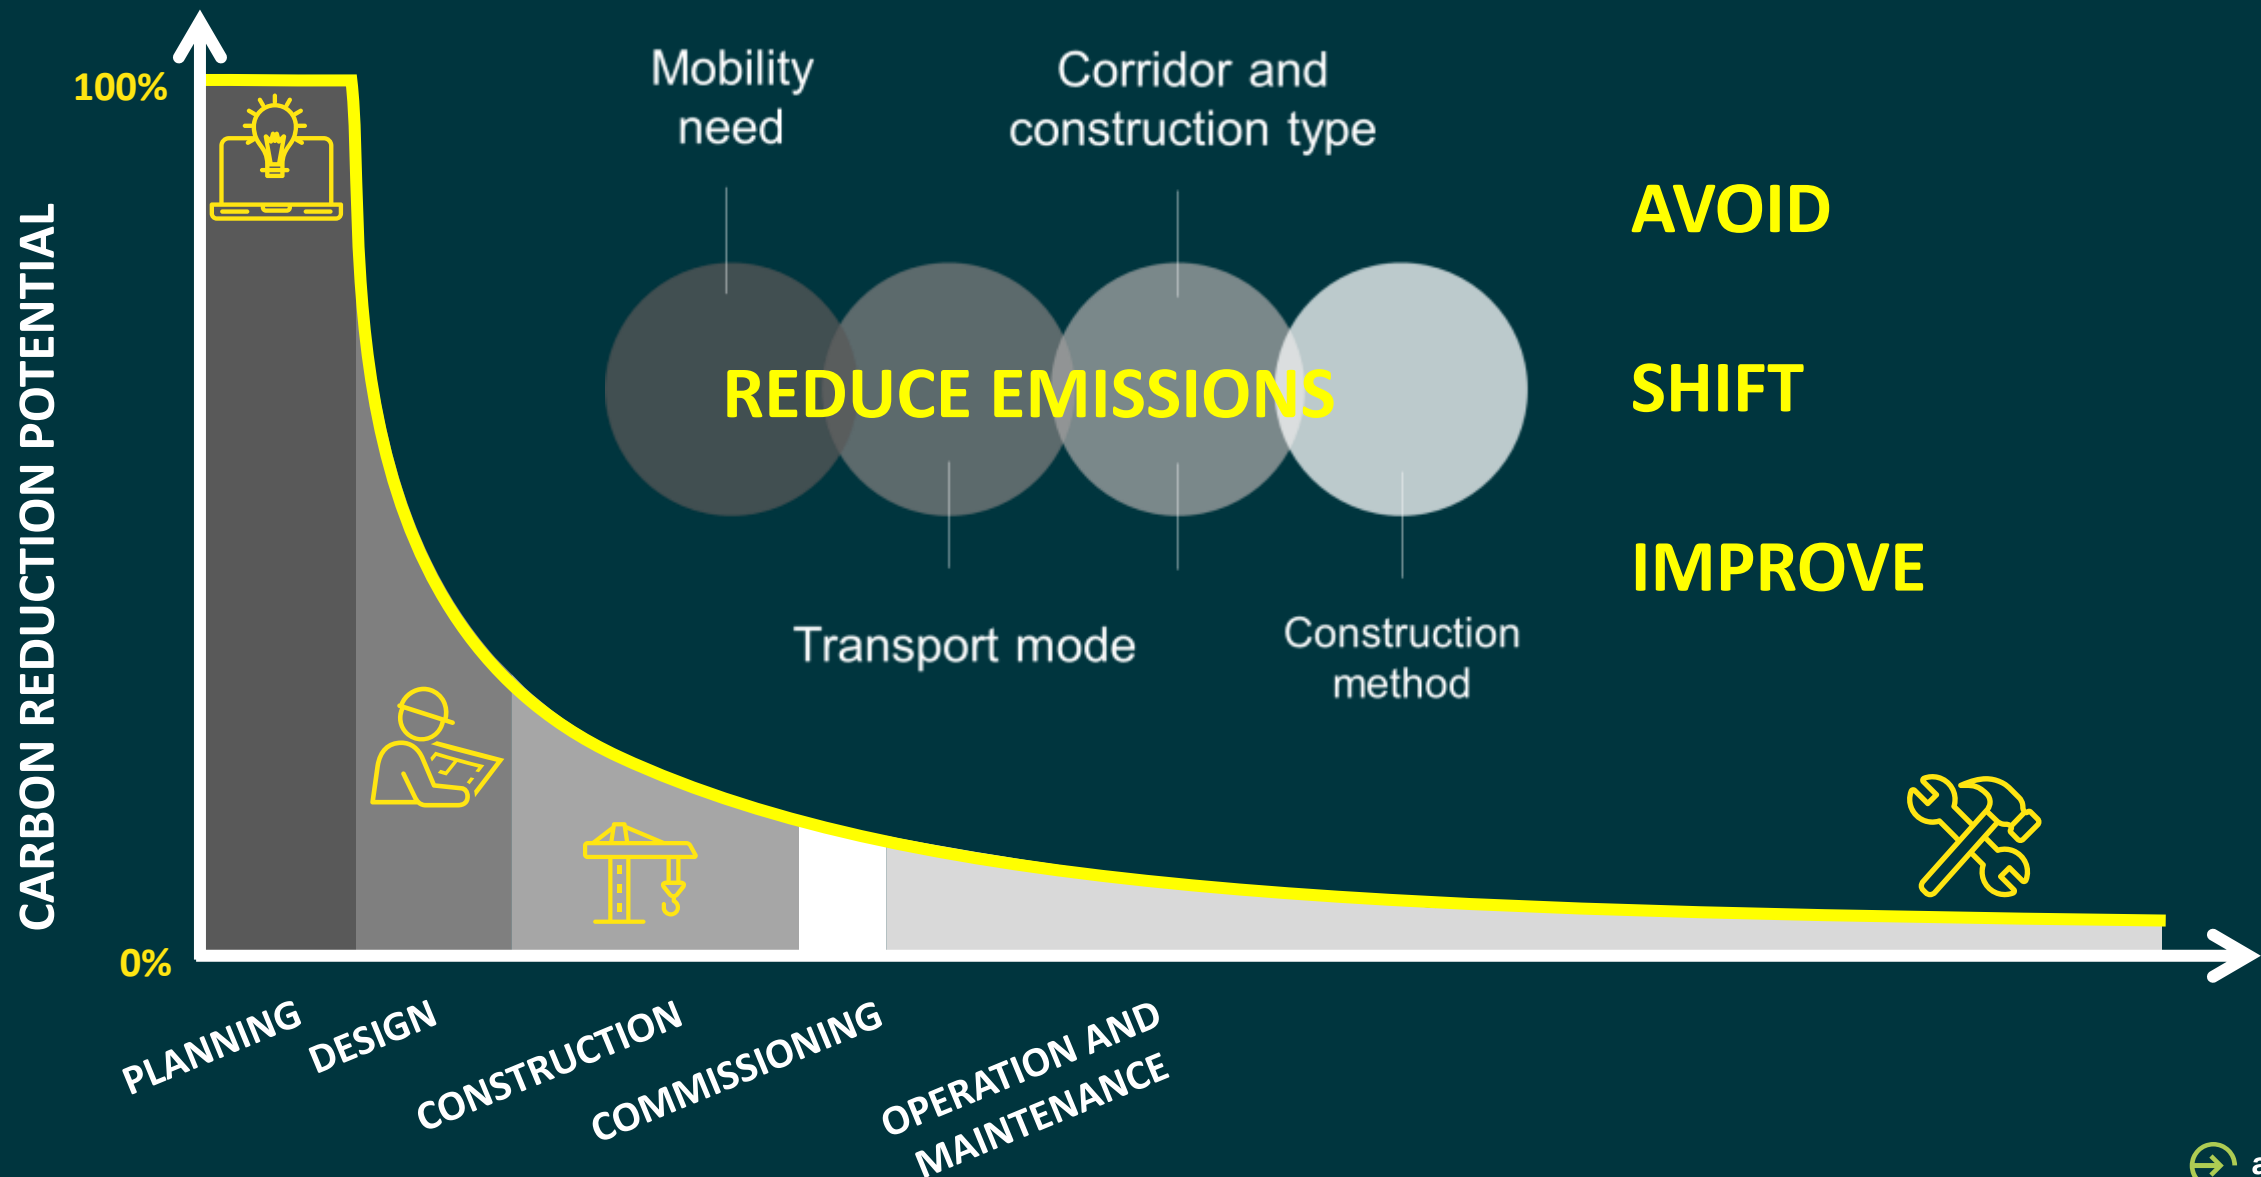 100%
CARBON REDUCTION POTENTIAL
0%
Mobility
need
Corridor and
construction type
REDUCE EMISSIONS
Transport mode
Construction
method
AVOID
SHIFT
IMPROVE
PLANNING
DESIGN
CONSTRUCTION
COMMISSIONING
OPERATION AND
MAINTENANCE